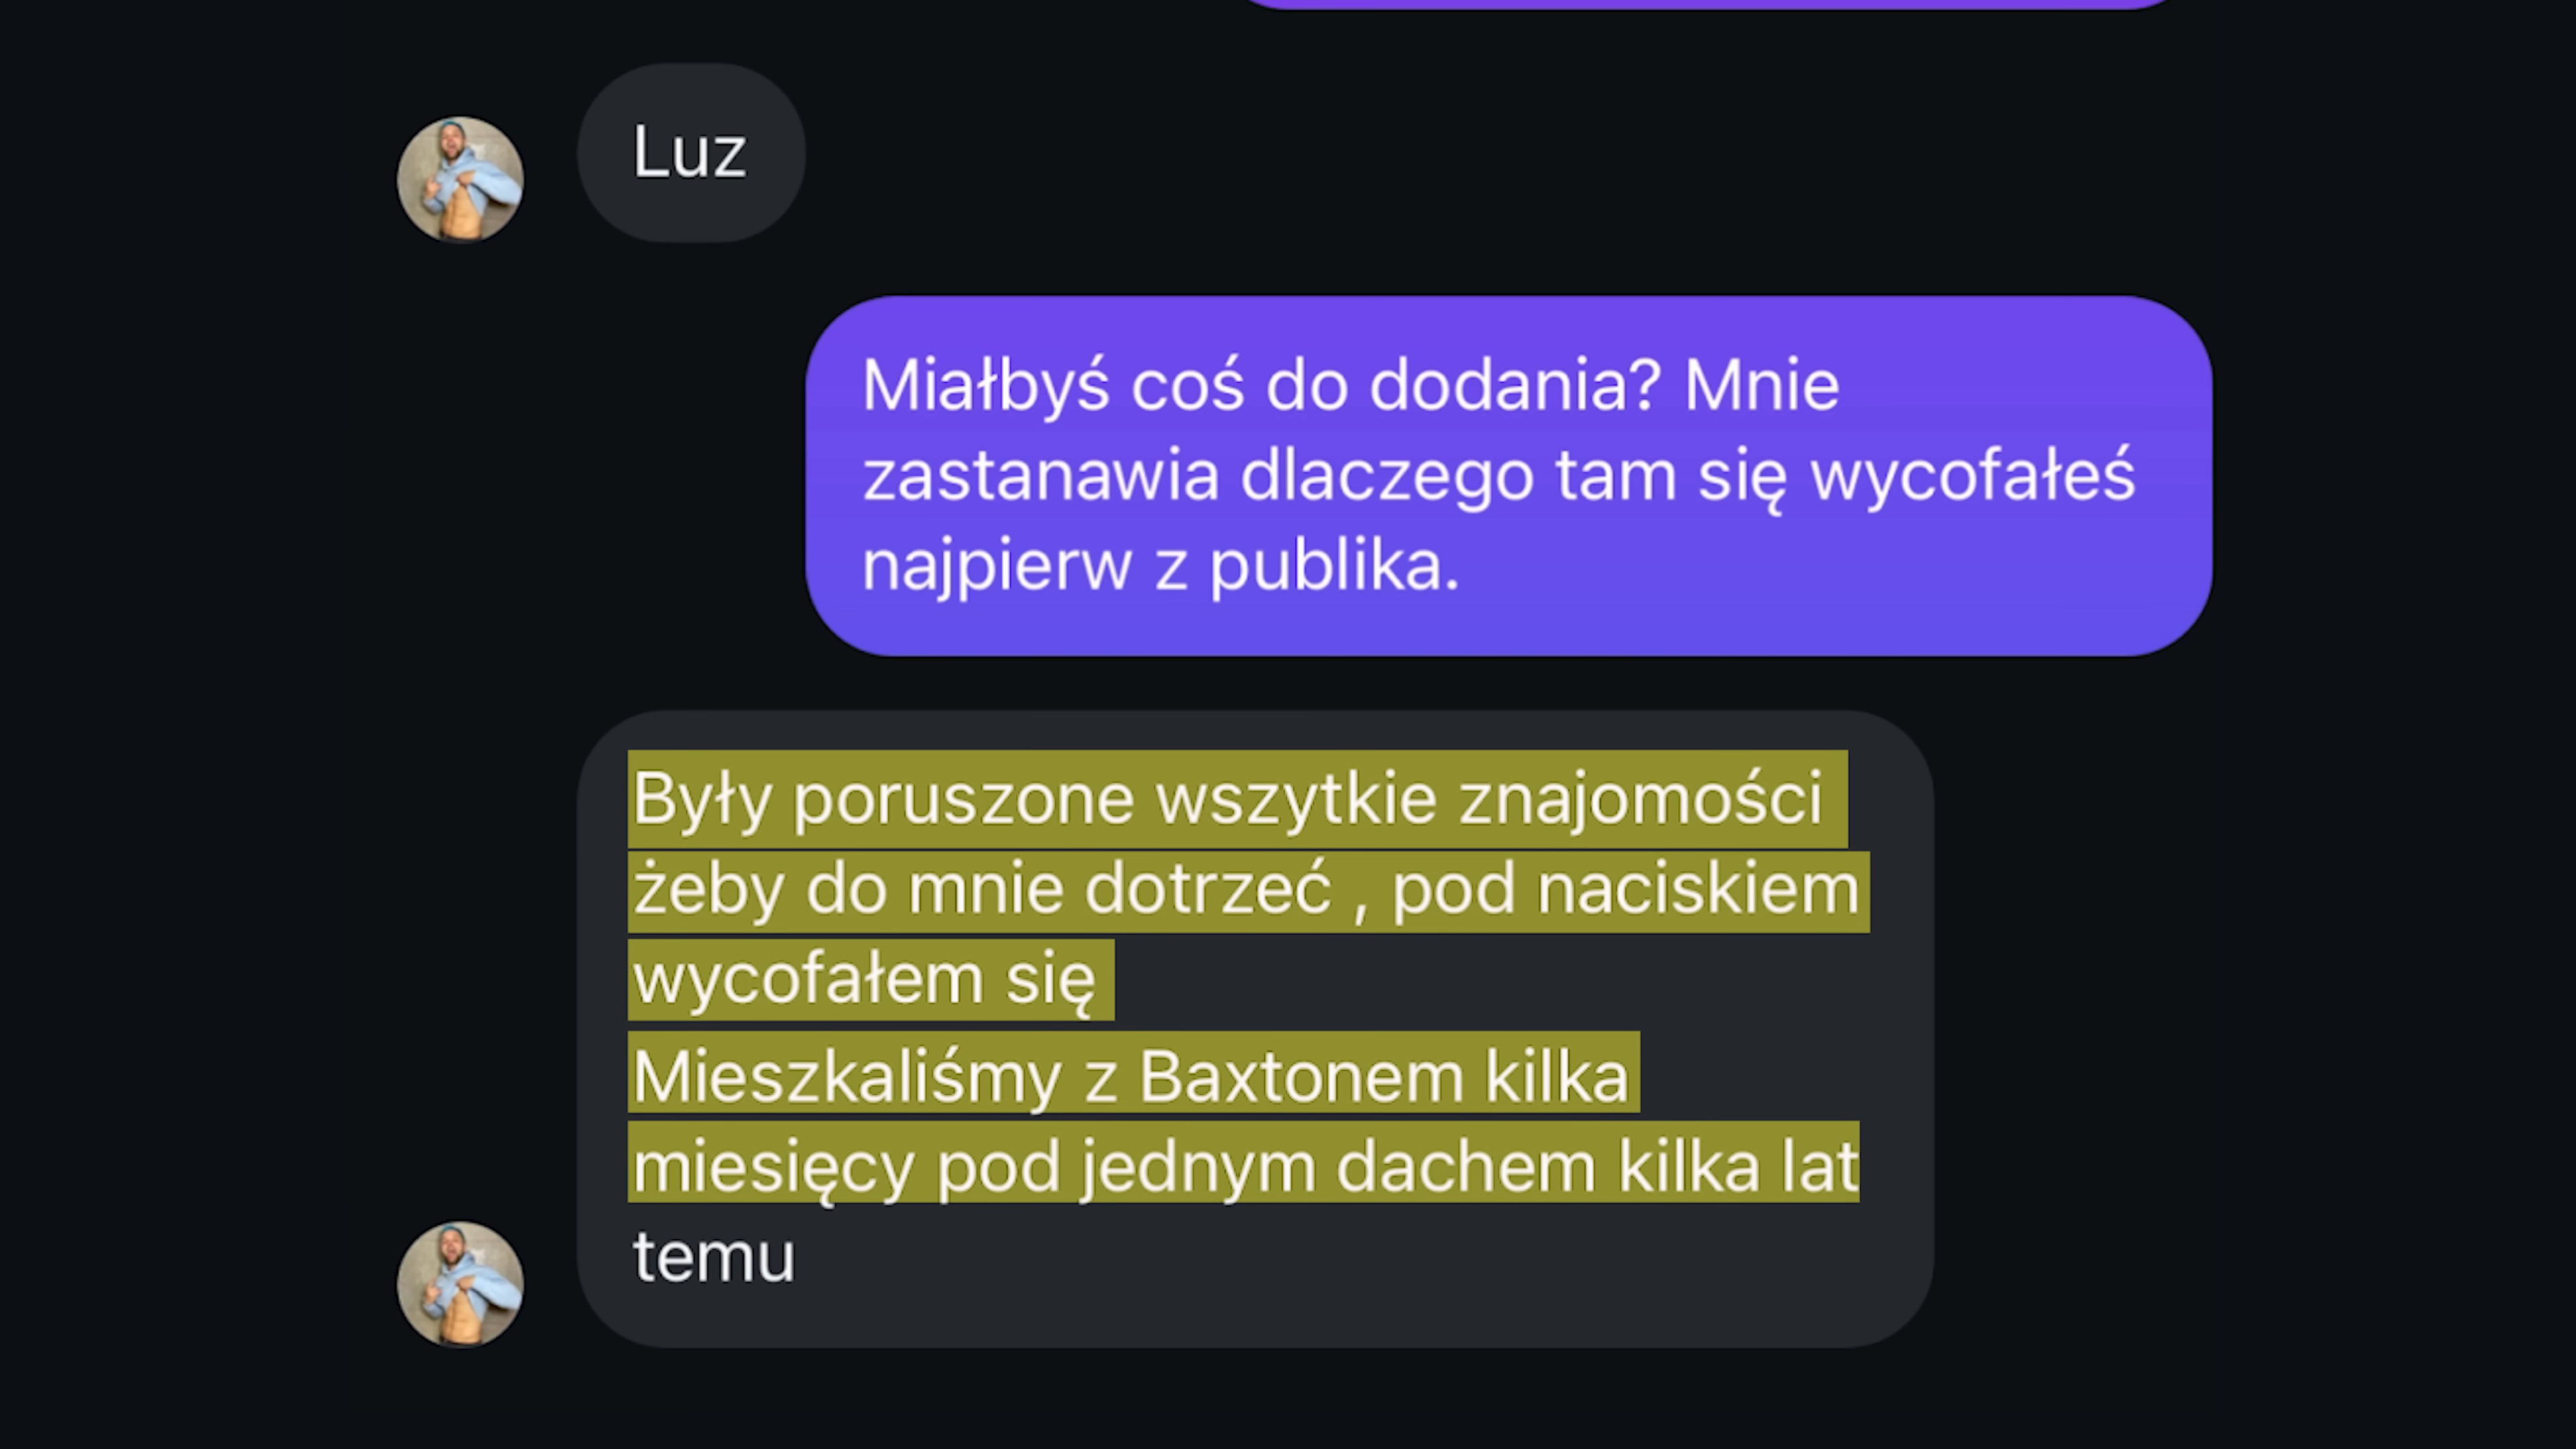 Luz
Miałbyś coś do dodania? Mnie
zastanawia dlaczego tam się wycofałeś
najpierw z publika.
Były poruszone wszytkie znajomości
żeby do mnie dotrzeć , pod naciskiem
wycofałem się
Mieszkaliśmy z Baxtonem kilka
miesięcy pod jednym dachem kilka lat
temu